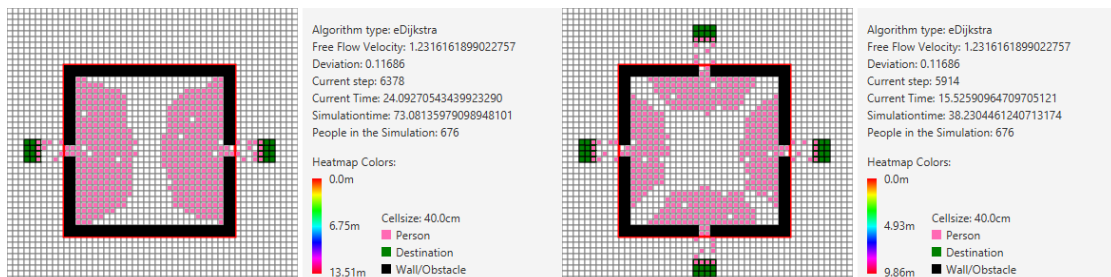 Algorithm type: eDijkstra
Free Flow Velocity: 1.2316161899022757
Deviation: 0.11686
Current step: 6378
Current Time: 24.09270543439923290
Simulationtime: 73.08135979098948101
People in the Simulation: 676
Heatmap Colors:
0.0m
6.75m
13.51m
Cellsize: 40.0cm
Person
Destination
Wall/Obstacle
Algorithm type: eDijkstra
Free Flow Velocity: 1.2316161899022757
Deviation: 0.11686
Current step: 5914
Current Time: 15.52590964709705121
Simulationtime: 38.2304461240713174
People in the Simulation: 676
Heatmap Colors:
0.0m
4.93m
9.86m
Cellsize: 40.0cm
Person
Destination
Wall/Obstacle